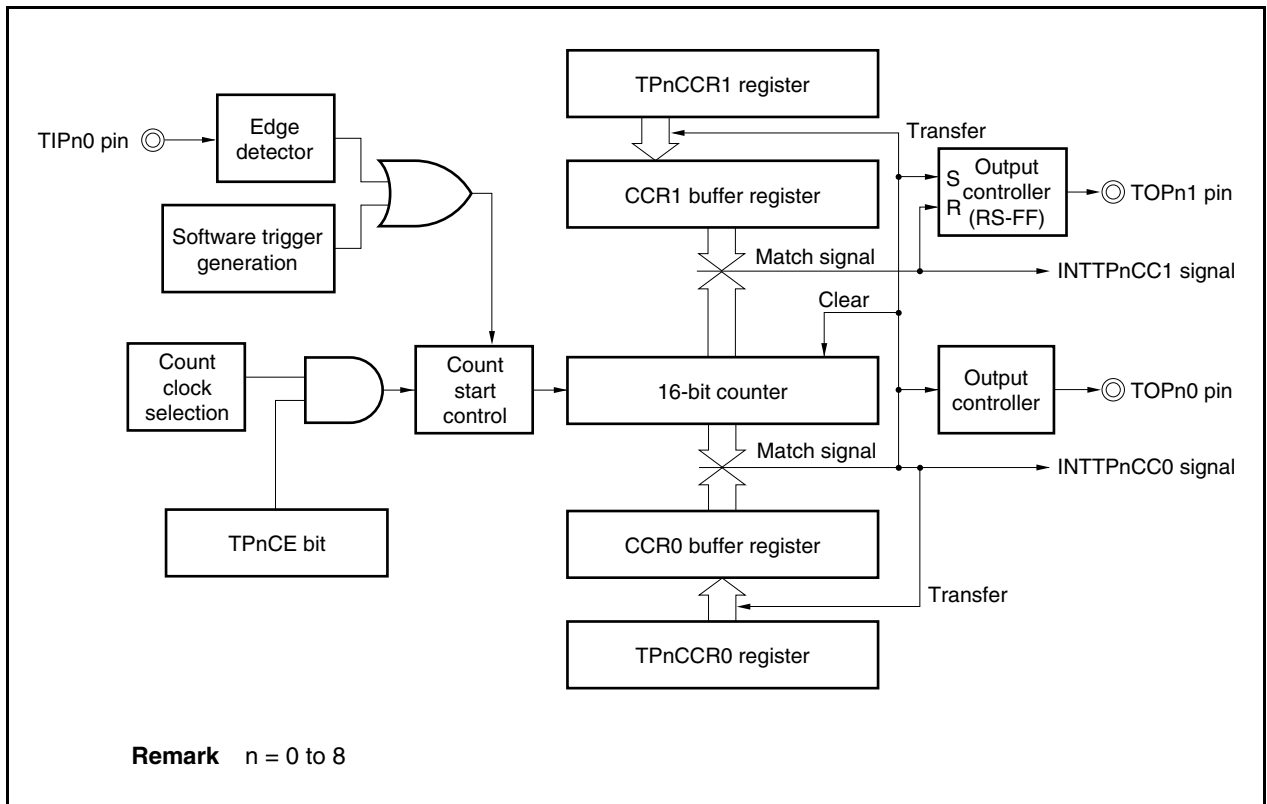 TPnCCR1 register
TIPn0 pin
Edge
detector
Transfer
CCR1 buffer register
S
R
Output
controller
(RS-FF)
TOPn1 pin
Software trigger
generation
Match signal
INTTPnCC1 signal
Clear
Count
clock
selection
Count
start
control
16-bit counter
Output
controller
TOPn0 pin
Match signal
INTTPnCC0 signal
TPnCE bit
CCR0 buffer register
Transfer
TPnCCR0 register
Remark n = 0 to 8